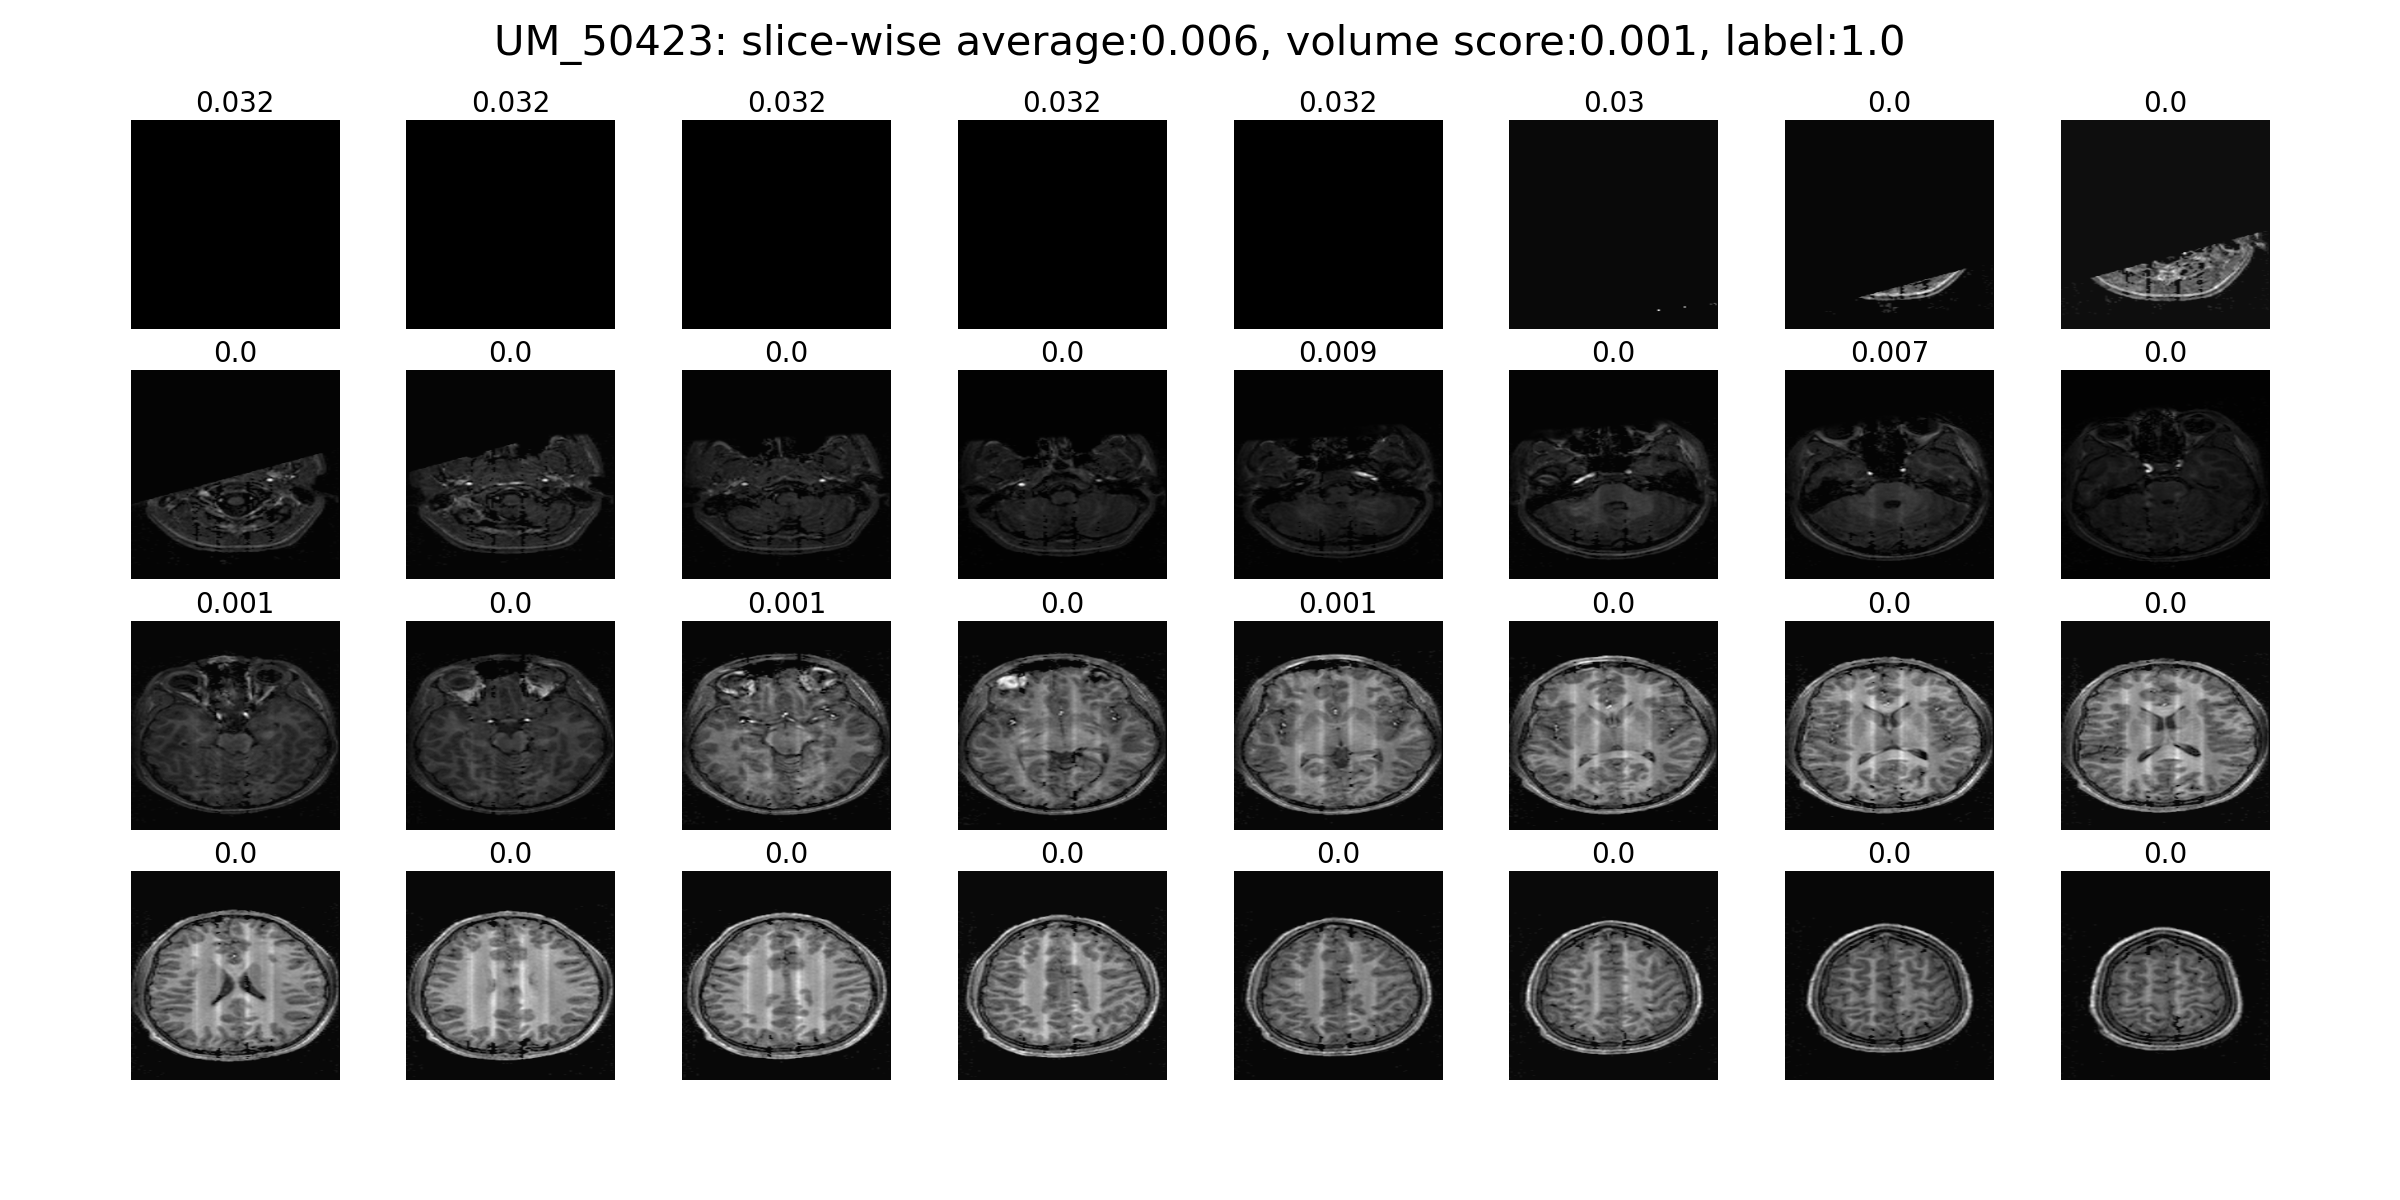 UM_50423: slice-wise average:0.006, volume score:0.001, label:1.0
0.032 0.032 0.032 0.032 0.032 0.03 0.0 0.0
0.0 0.0 0.0 0.0 0.009 0.0 0.007 0.0
0.001 0.0 0.001 0.0 0.001 0.0 0.0 0.0
0.0 0.0 0.0 0.0 0.0 0.0 0.0 0.0